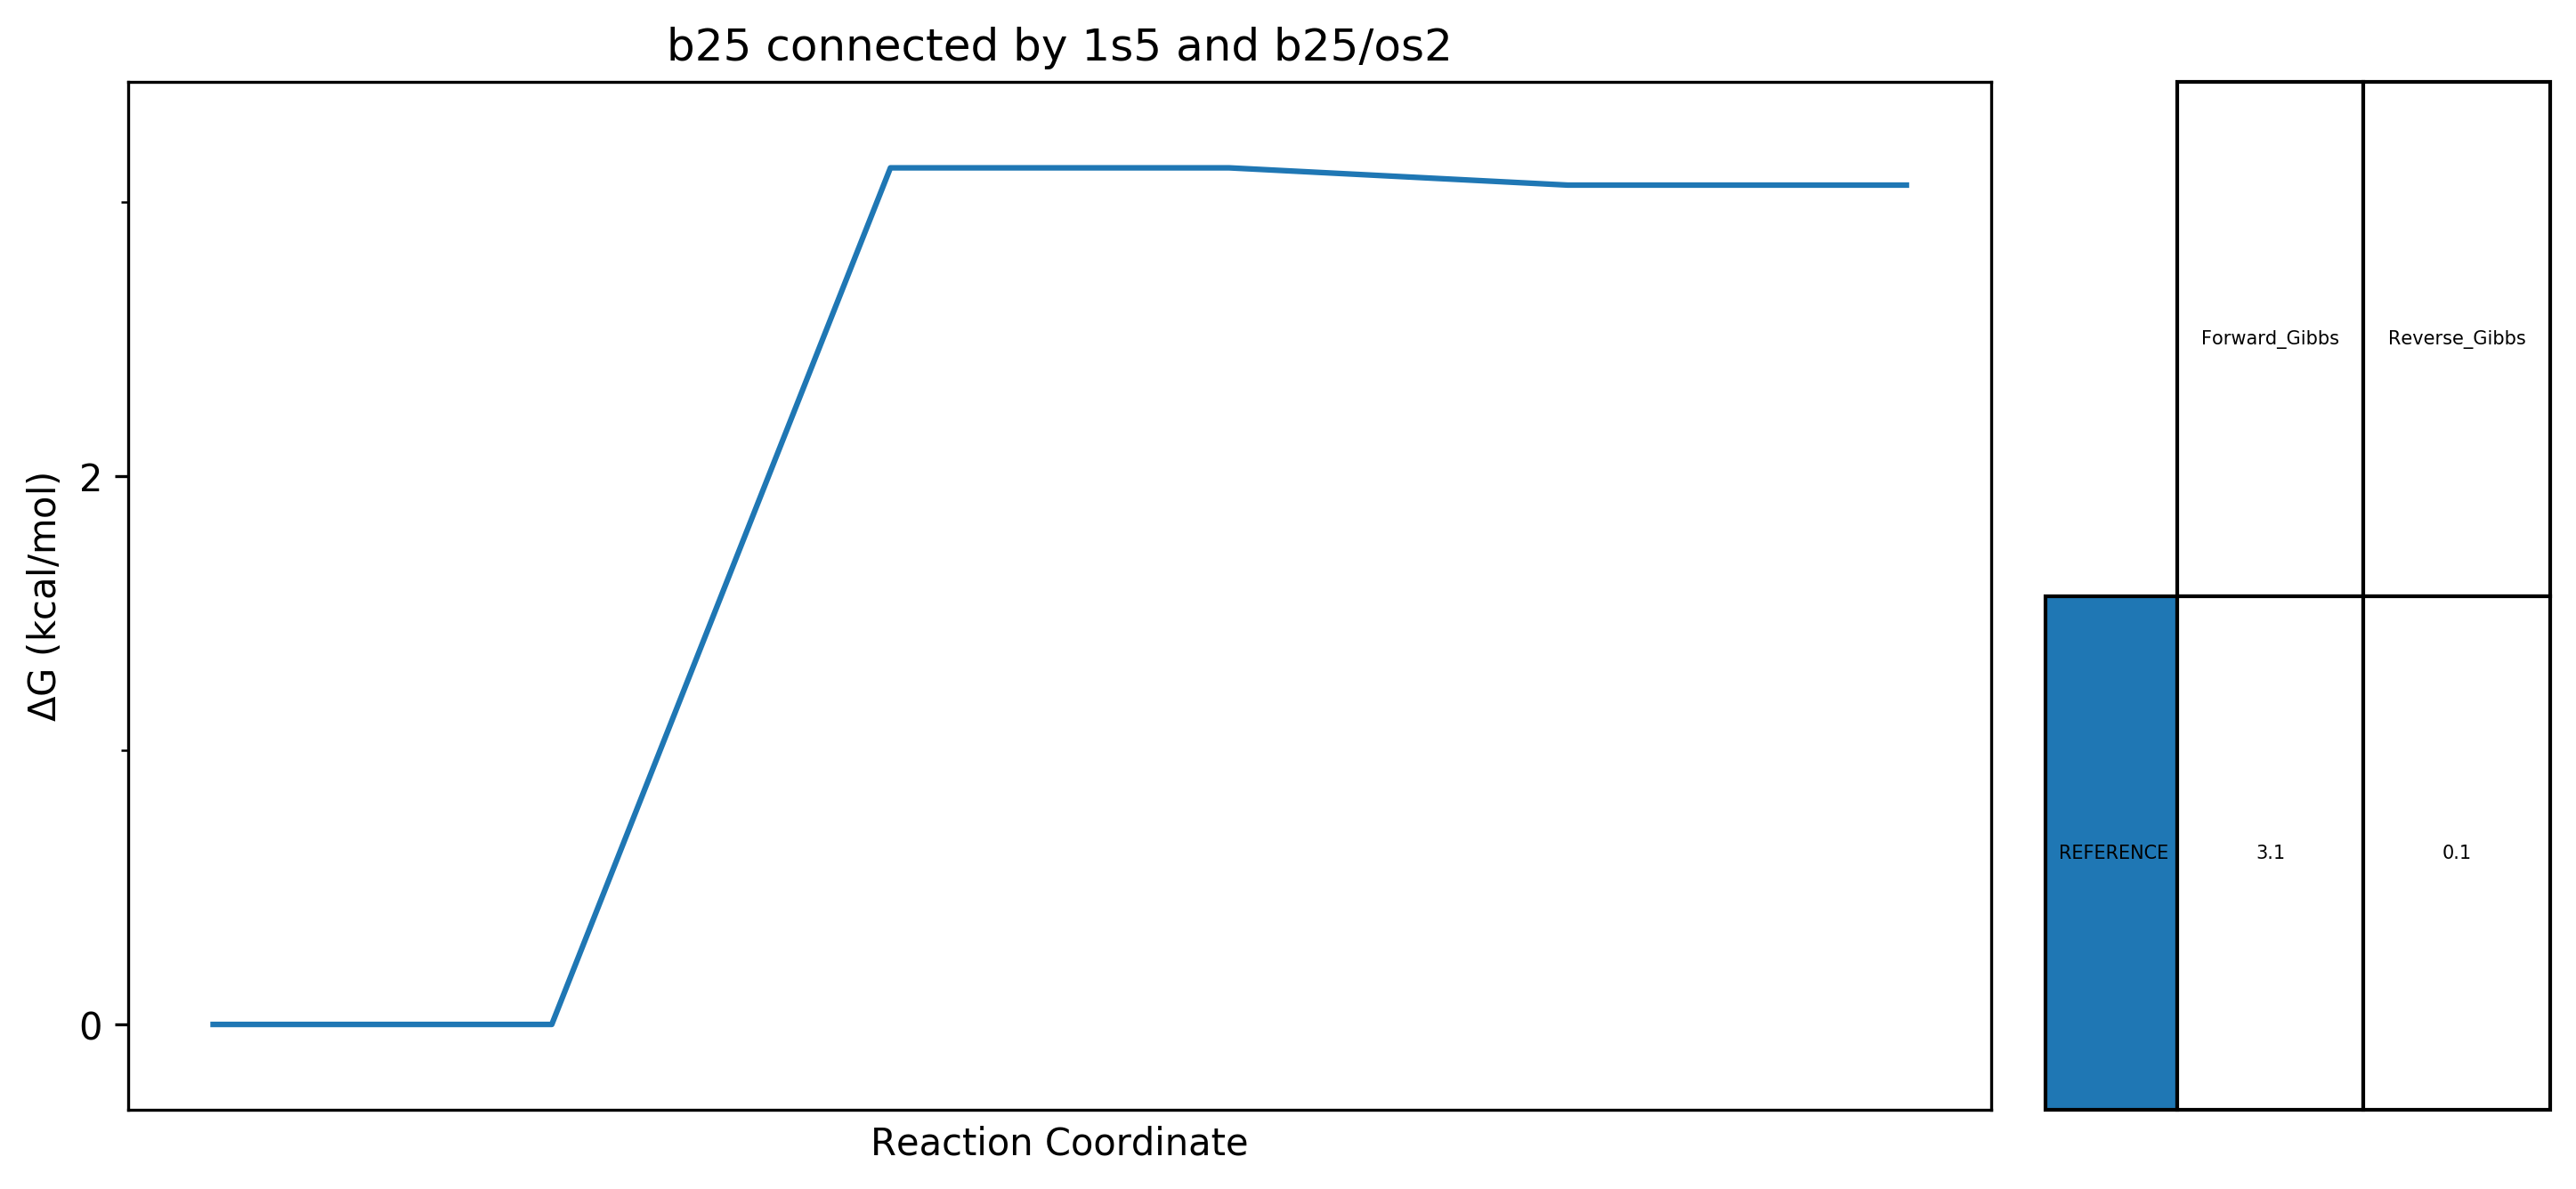 b25 connected by 1s5 and b25/os2
ΔG (kcal/mol)
2
0
Reaction Coordinate
Forward_Gibbs Reverse_Gibbs
REFERENCE 3.1 0.1